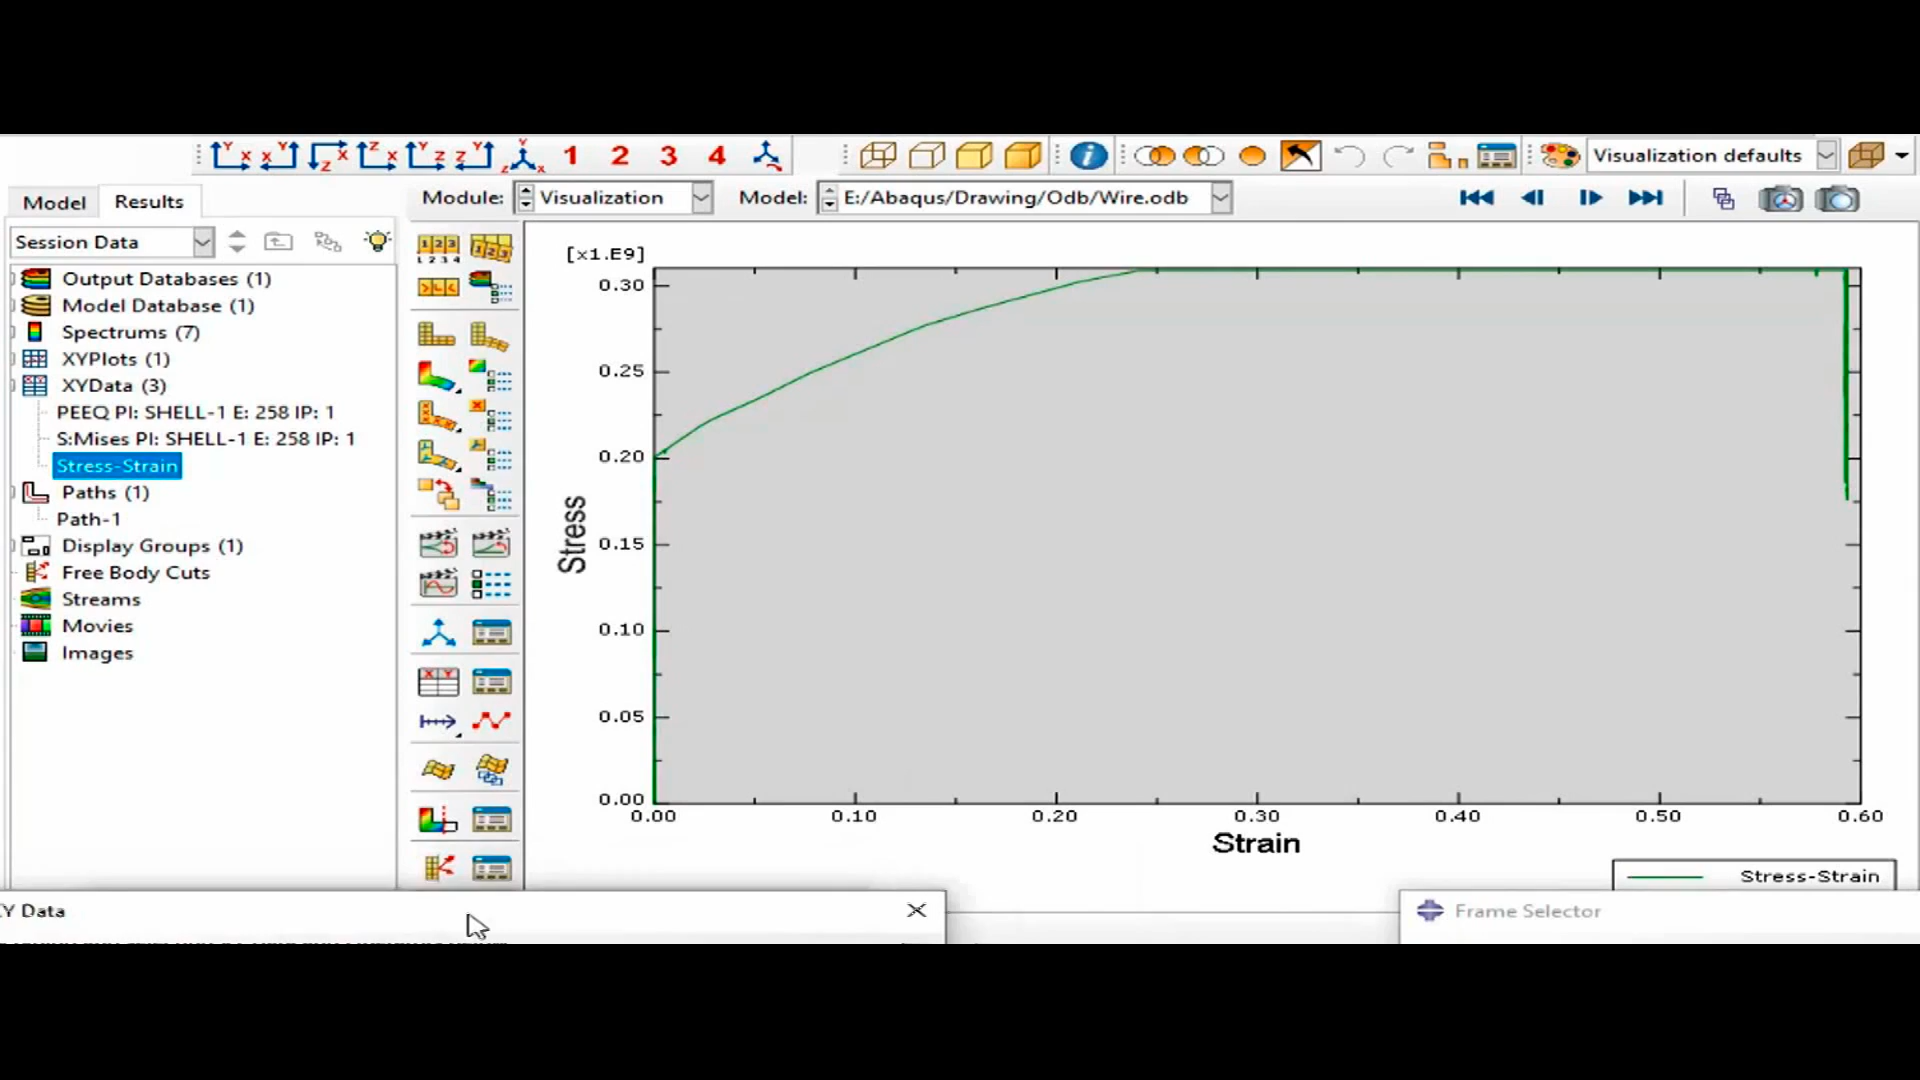 1 2 3 4
Visualization defaults
Model
Results
Module:
Visualization
Model:
E:/Abaqus/Drawing/Odb/Wire.odb
Session Data
Output Databases (1)
Model Database (1)
Spectrums (7)
XYPlots (1)
XYData (3)
PEEQ PI: SHELL-1 E: 258 IP: 1
S:Mises PI: SHELL-1 E: 258 IP: 1
Stress-Strain
Paths (1)
Path-1
Display Groups (1)
Free Body Cuts
Streams
Movies
Images
[x1.E9]
0.30
0.25
0.20
0.15
0.10
0.05
0.00
Stress
0.00 0.10 0.20 0.30 0.40 0.50 0.60
Strain
Stress-Strain
Y Data
Frame Selector